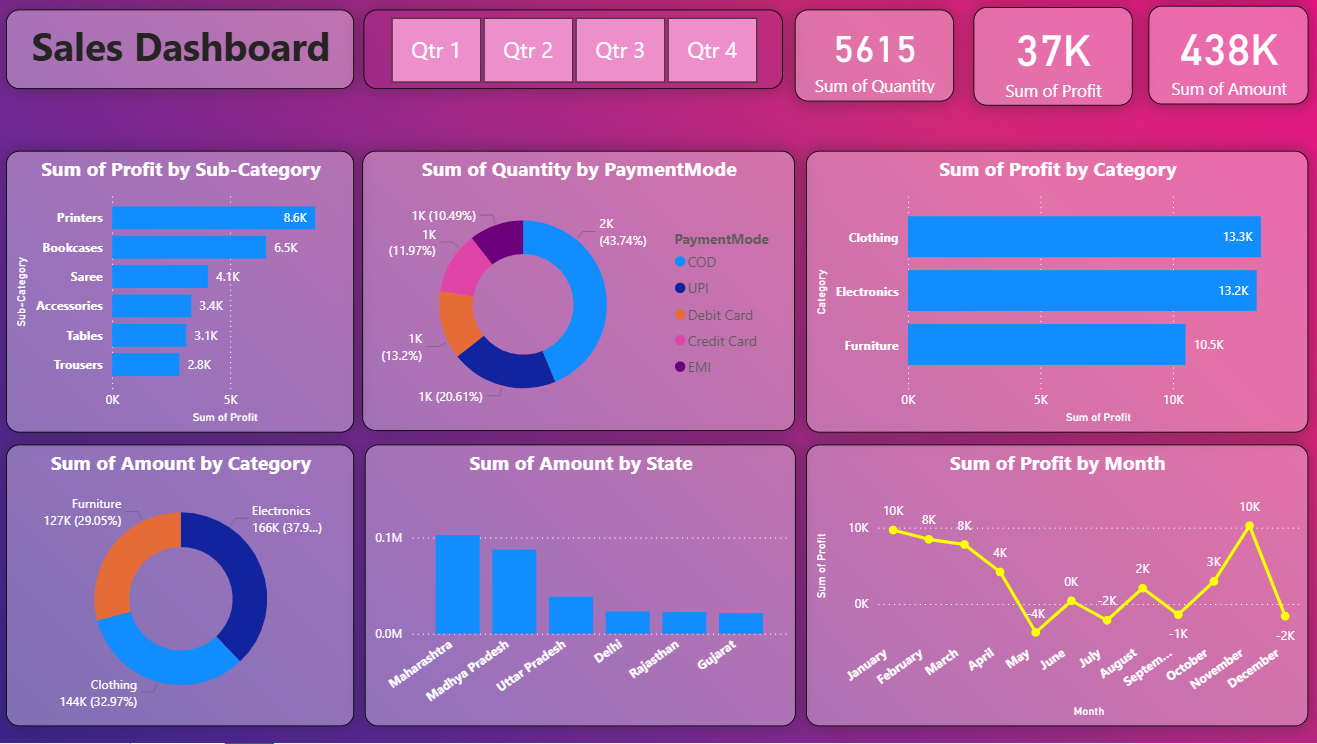 Sales Dashboard
Qtr 1
Qtr 2
Qtr 3
Qtr 4
5615
Sum of Quantity
37K
Sum of Profit
438K
Sum of Amount
Sum of Profit by Sub-Category
Sub-Category
Printers
8.6K
Bookcases
6.5K
Saree
4.1K
Accessories
3.4K
Tables
3.1K
Trousers
2.8K
0K
5K
Sum of Profit
Sum of Quantity by PaymentMode
1K (10.49%)
1K
(11.97%)
1K
(13.2%)
1K (20.61%)
2K
(43.74%)
PaymentMode
COD
UPI
Debit Card
Credit Card
EMI
Sum of Profit by Category
Category
Clothing
13.3K
Electronics
13.2K
Furniture
10.5K
0K
5K
10K
Sum of Profit
Sum of Amount by Category
Furniture
127K (29.05%)
Electronics
166K (37.9...)
Clothing
144K (32.97%)
Sum of Amount by State
0.1M
0.0M
Maharashtra
Madhya Pradesh
Uttar Pradesh
Delhi
Rajasthan
Gujarat
Sum of Profit by Month
Sum of Profit
10K
0K
10K
8K
8K
4K
-4K
0K
-2K
2K
-1K
3K
10K
-2K
January
February
March
April
May
June
July
August
Septem...
October
November
December
Month